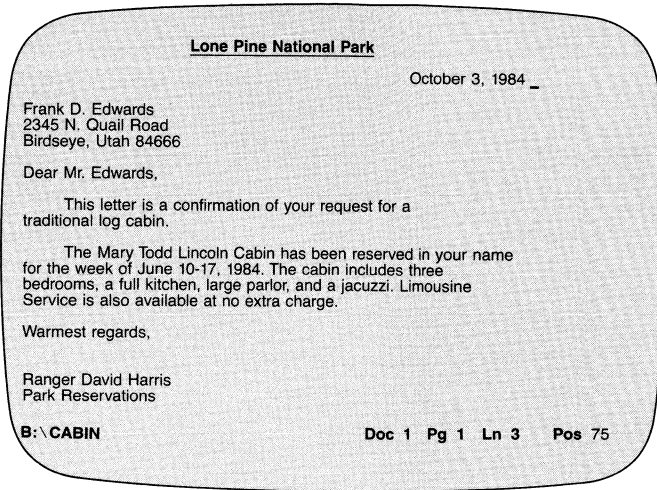 Lone Pine National Park
October 3, 1984
Frank D. Edwards
2345 N. Quail Road
Birdseye, Utah 84666
Dear Mr. Edwards,
This letter is a confirmation of your request for a
traditional log cabin.
The Mary Todd Lincoln Cabin has been reserved in your name
for the week of June 10-17, 1984. The cabin includes three
bedrooms, a full kitchen, large parlor, and a jacuzzi. Limousine
Service is also available at no extra charge.
Warmest regards,
Ranger David Harris
Park Reservations
B:\CABIN Doc 1 Pg 1 Ln 3 Pos 75